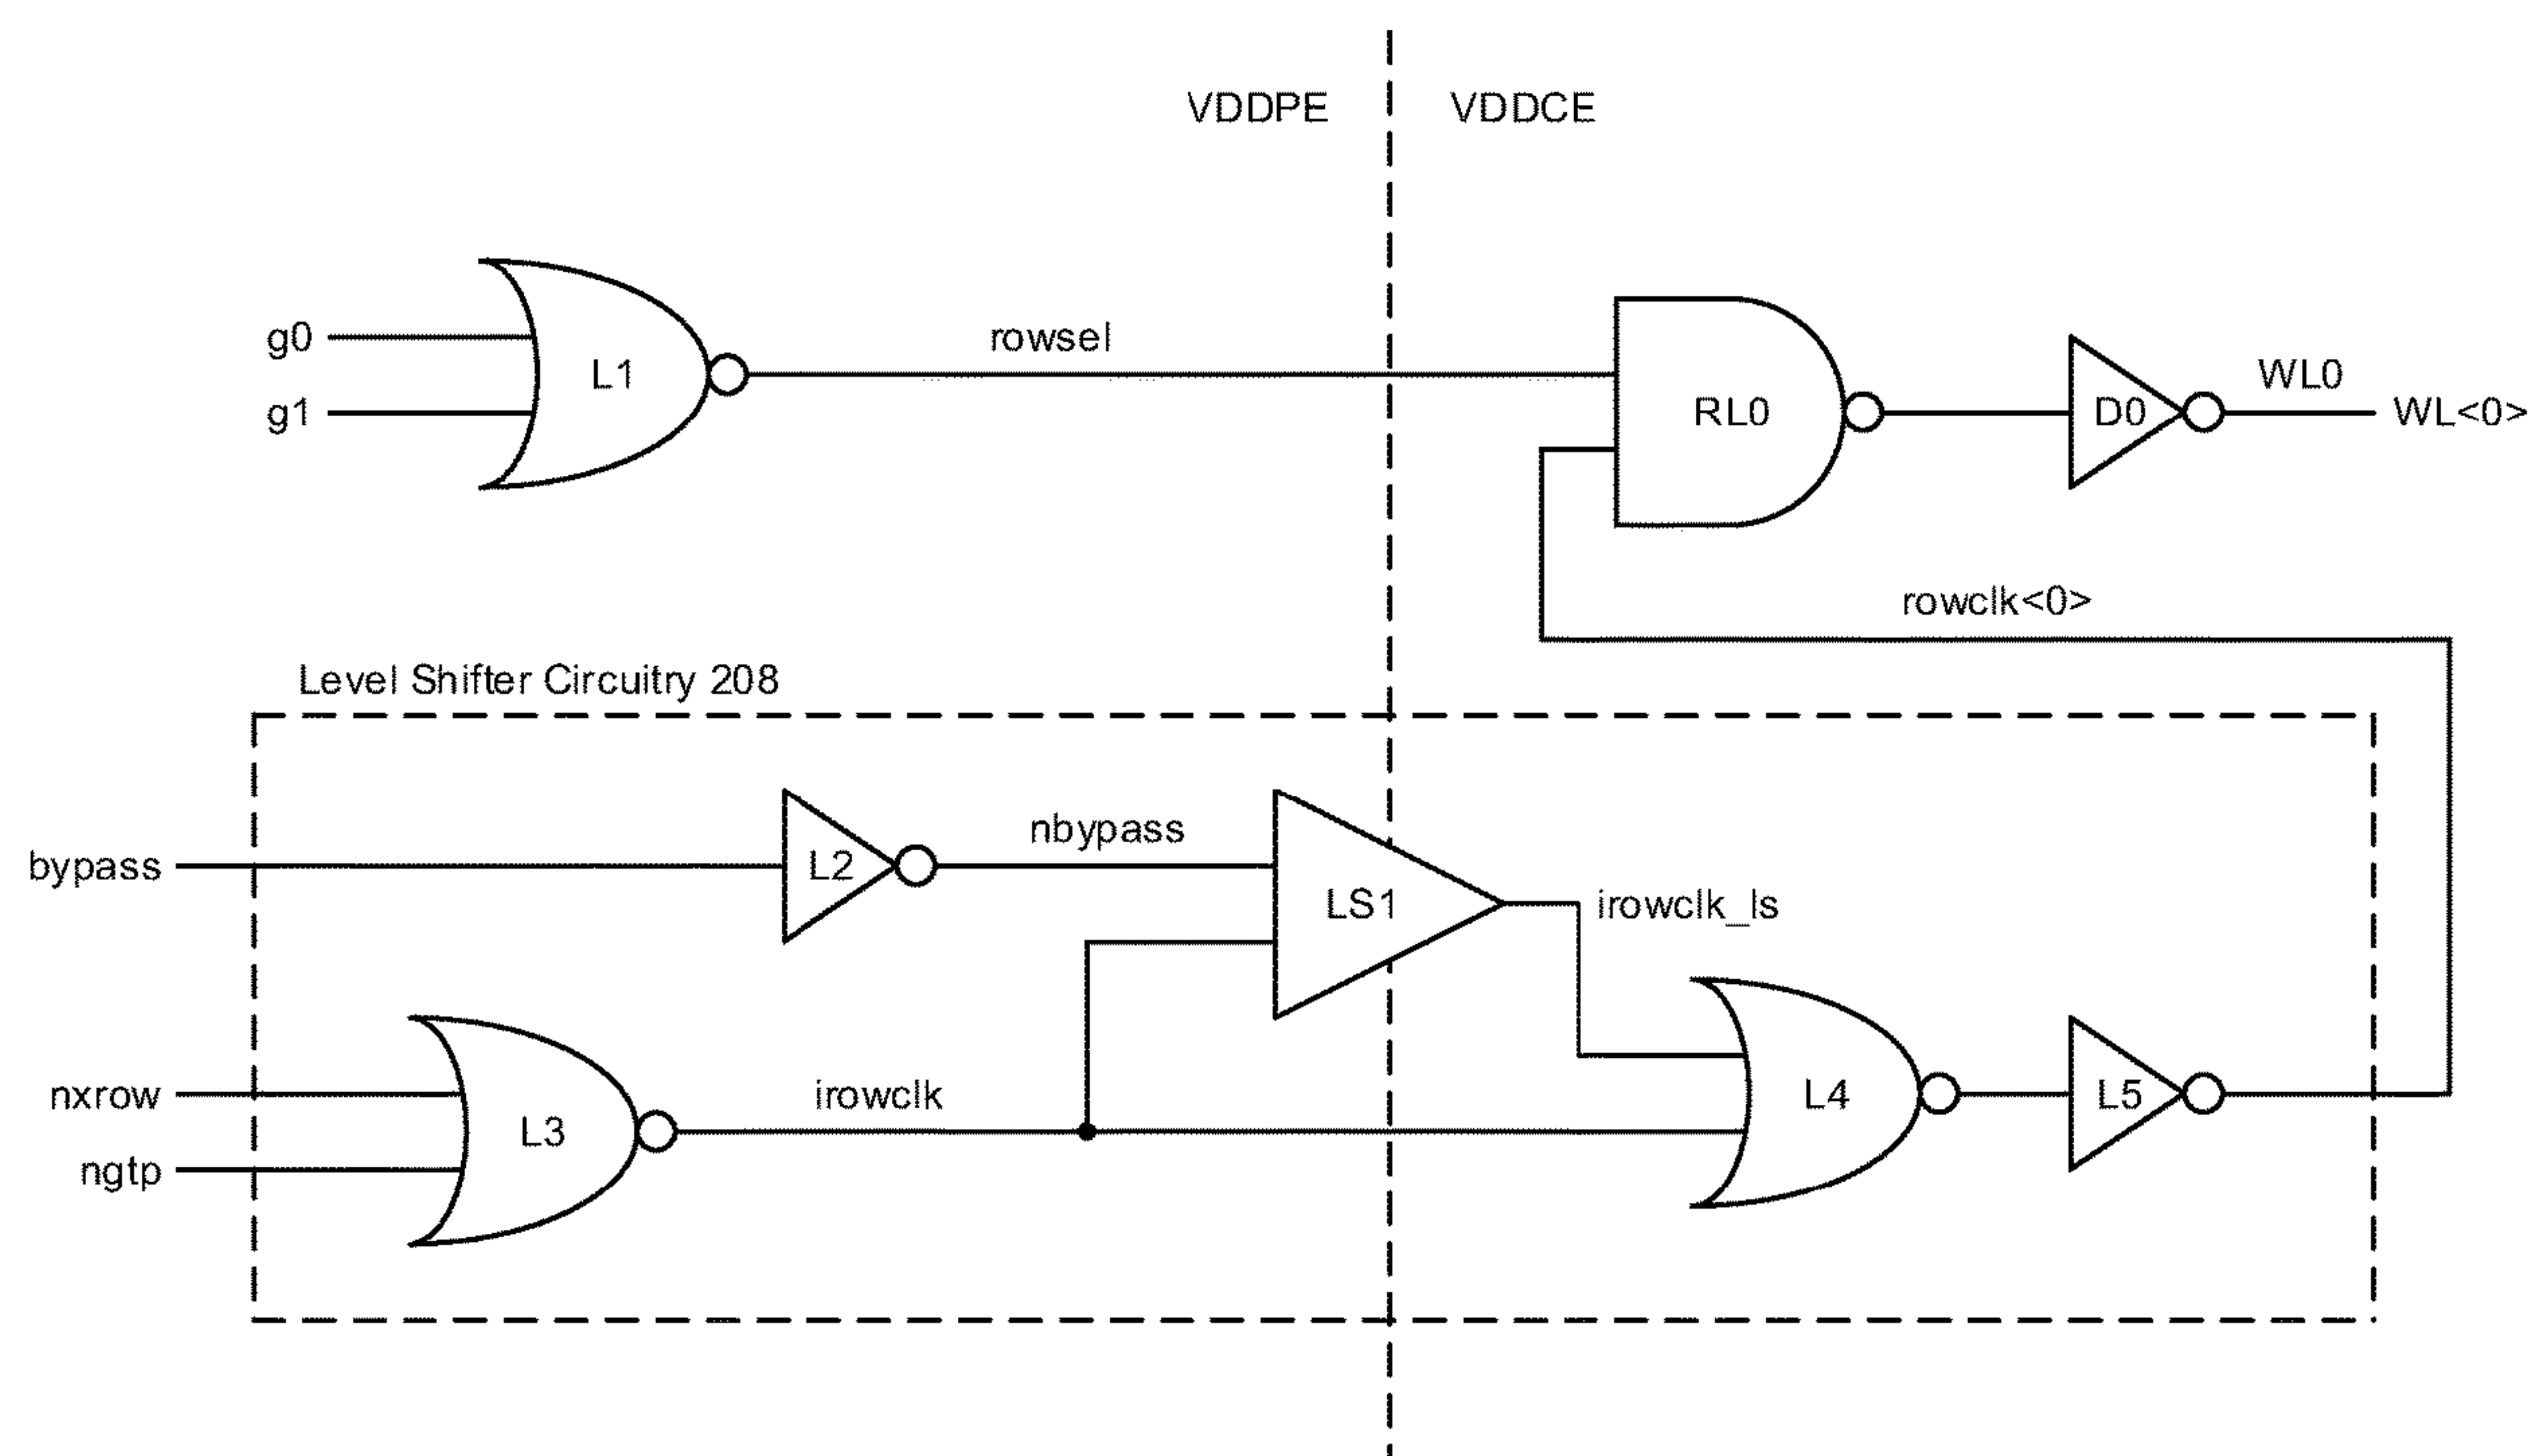 VDDPE
VDDCE
g0
g1
L1
rowsel
RL0
D0
WL0
WL<0>
rowclk<0>
Level Shifter Circuitry 208
bypass
L2
nbypass
LS1
irowclk_ls
nxrow
ngtp
L3
irowclk
L4
L5